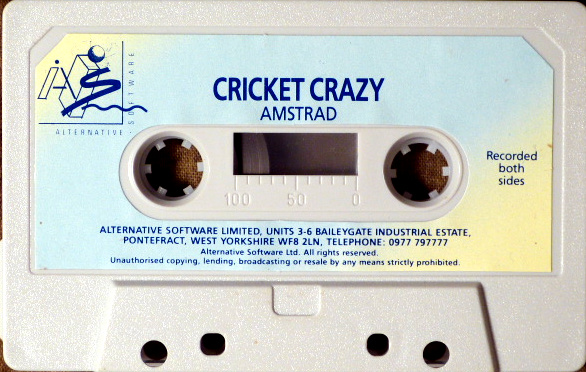 CRICKET CRAZY
AMSTRAD
ALTERNATIVE
SOFTWARE
Recorded
both
sides
100 50 0
ALTERNATIVE SOFTWARE LIMITED, UNITS 3-6 BAILEYGATE INDUSTRIAL ESTATE,
PONTEFRACT, WEST YORKSHIRE WF8 2LN, TELEPHONE: 0977 797777
Alternative Software Ltd. All rights reserved.
Unauthorised copying, lending, broadcasting or resale by any means strictly prohibited.